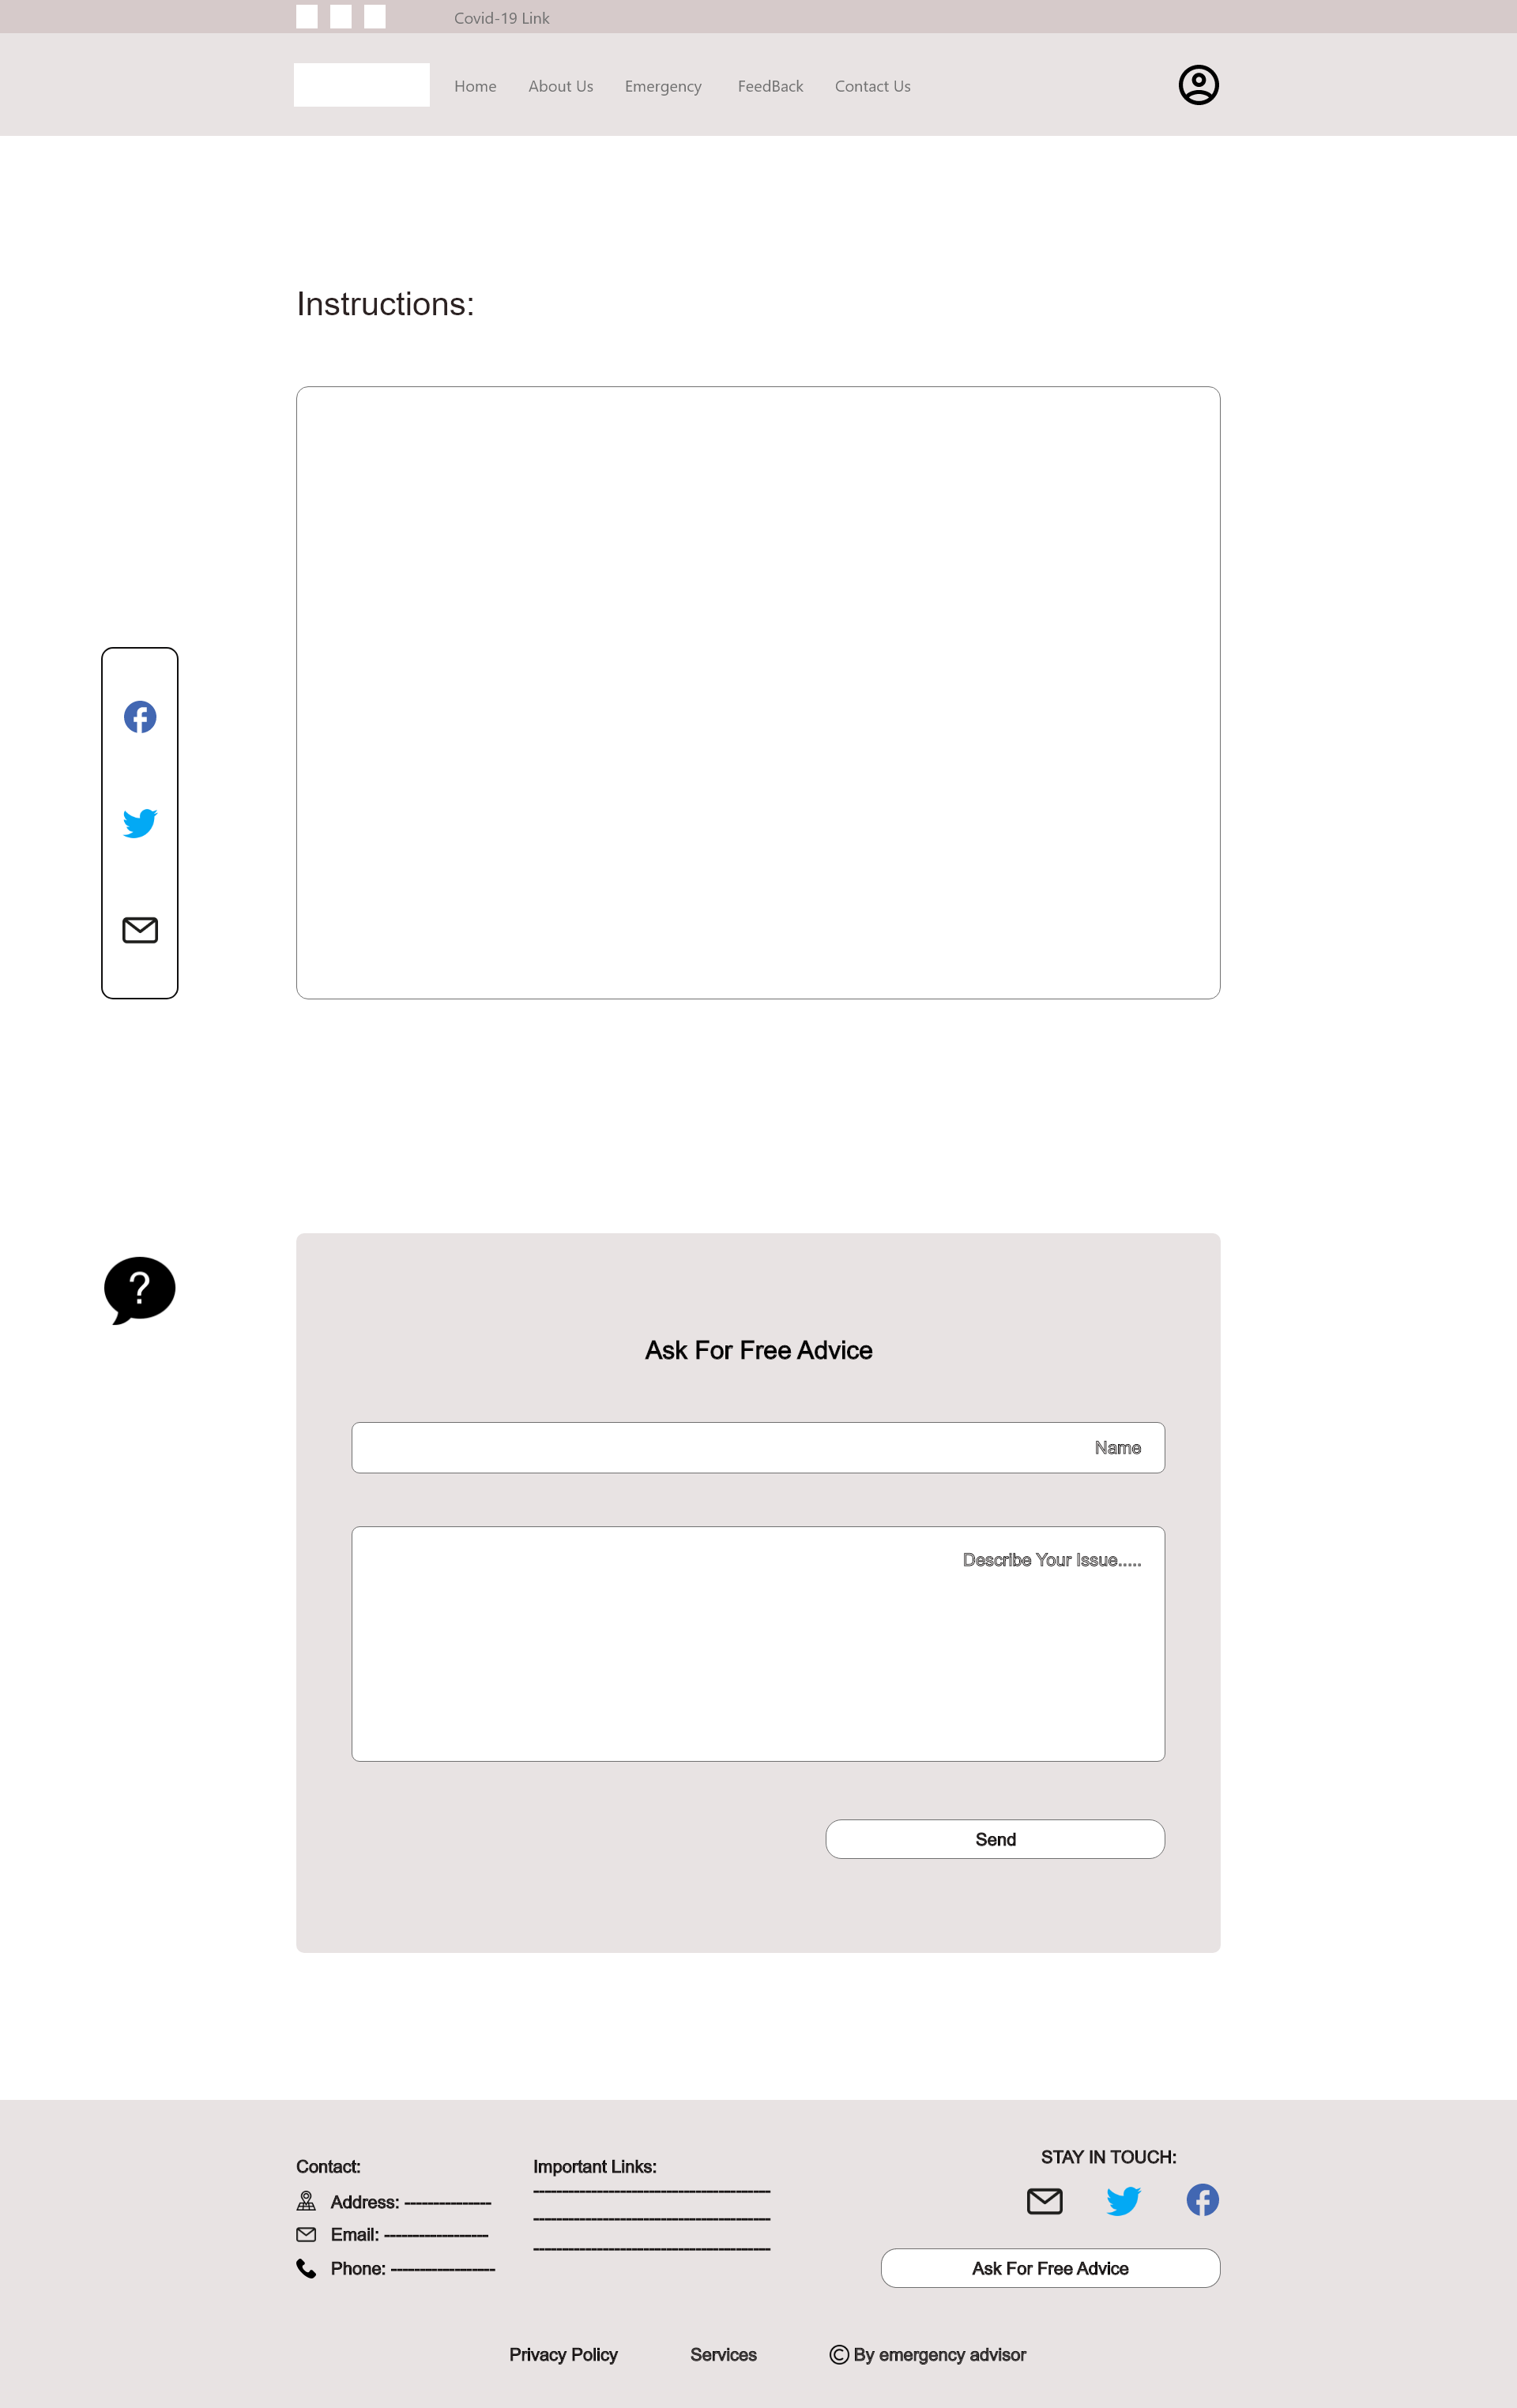 Covid-19 Link
Home About Us Emergency FeedBack Contact Us
Instructions:
?
Ask For Free Advice
Name
Describe Your Issue.....
Send
Contact:
Address: ---------------
Email: ------------------
Phone: ------------------
Important Links:
-----------------------------------------
-----------------------------------------
-----------------------------------------
STAY IN TOUCH:
Ask For Free Advice
Privacy Policy Services © By emergency advisor